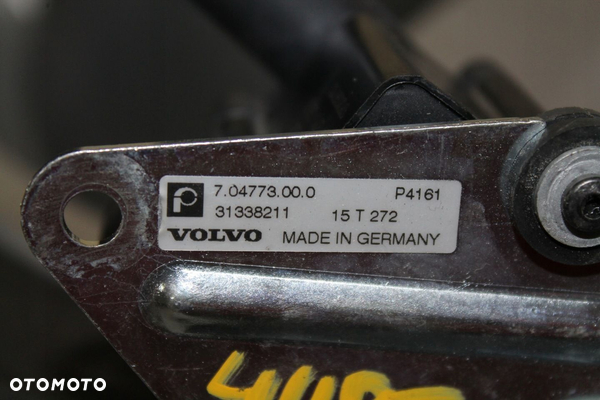 7.04773.00.0 P4161
31338211 15 T 272
VOLVO MADE IN GERMANY
OTOMOTO